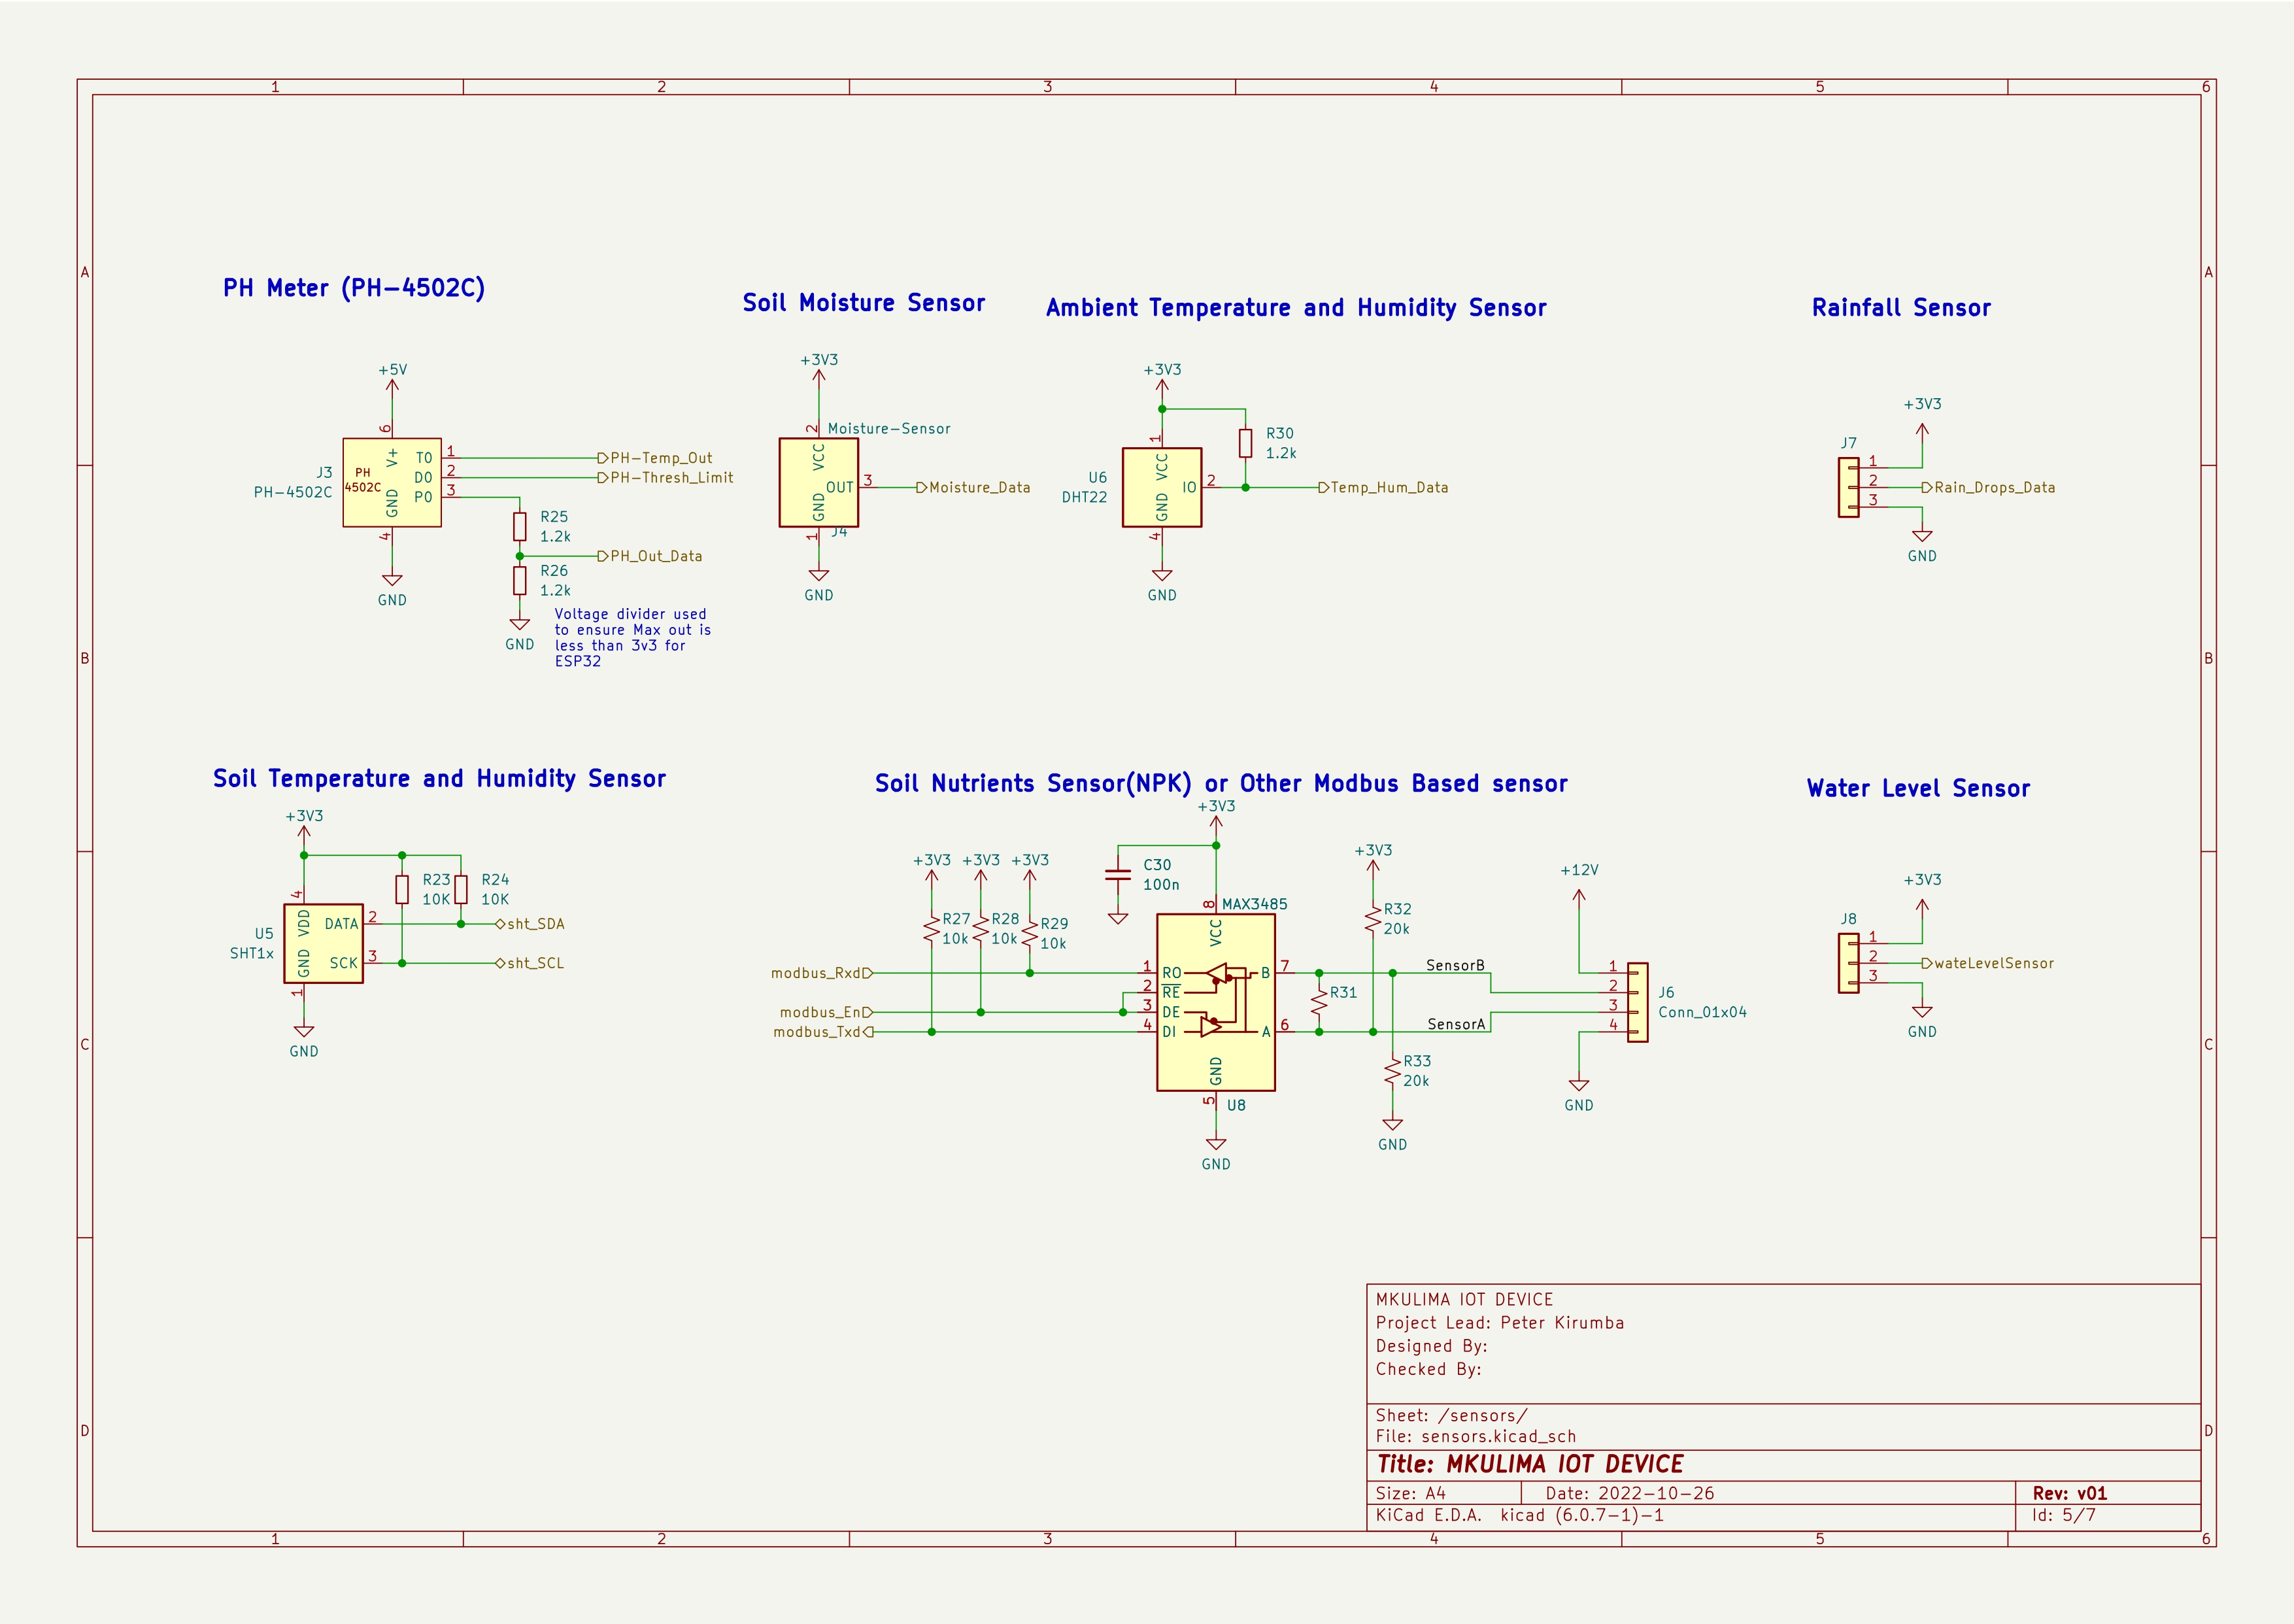 1 2 3 4 5 6
A A
B B
C C
D D
1 2 3 4 5 6
PH Meter (PH-4502C)
+5V
6
V+
GND
4
PH
4502C
TO 1
DO 2
PO 3
J3
PH-4502C
PH-Temp_Out
PH-Thresh_Limit
R25
1.2k
PH_Out_Data
R26
1.2k
GND
GND
Voltage divider used
to ensure Max out is
less than 3v3 for
ESP32
Soil Moisture Sensor
+3V3
2
Moisture-Sensor
VCC
OUT 3
GND
1
J4
Moisture_Data
GND
Ambient Temperature and Humidity Sensor
+3V3
1
VCC
R30
1.2k
U6
DHT22
IO 2
GND
4
Temp_Hum_Data
GND
Rainfall Sensor
+3V3
J7
1
2
3
Rain_Drops_Data
GND
Soil Temperature and Humidity Sensor
+3V3
4
VDD
R23
10K
R24
10K
U5
SHT1x
DATA 2
SCK 3
GND
1
sht_SDA
sht_SCL
GND
Soil Nutrients Sensor(NPK) or Other Modbus Based sensor
+3V3
+3V3 +3V3 +3V3
C30
100n
R27
10k
R28
10k
R29
10k
modbus_Rxd
modbus_En
modbus_Txd
8
MAX3485
VCC
1 RO
2 RE
3 DE
4 DI
B 7
A 6
GND
5
U8
GND
+3V3
R32
20k
R31
SensorB
SensorA
R33
20k
GND
+12V
1
2
3
4
J6
Conn_01x04
GND
Water Level Sensor
+3V3
J8
1
2
3
wateLevelSensor
GND
MKULIMA IOT DEVICE
Project Lead: Peter Kirumba
Designed By:
Checked By:
Sheet: /sensors/
File: sensors.kicad_sch
Title: MKULIMA IOT DEVICE
Size: A4 Date: 2022-10-26 Rev: v01
KiCad E.D.A. kicad (6.0.7-1)-1 Id: 5/7